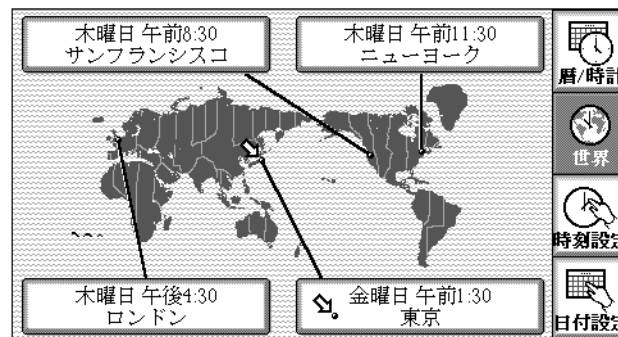 木曜日 午前8:30
サンフランシスコ
木曜日 午前11:30
ニューヨーク
暦/時計
世界
時刻設定
日付設定
木曜日 午後4:30
ロンドン
金曜日 午前1:30
東京